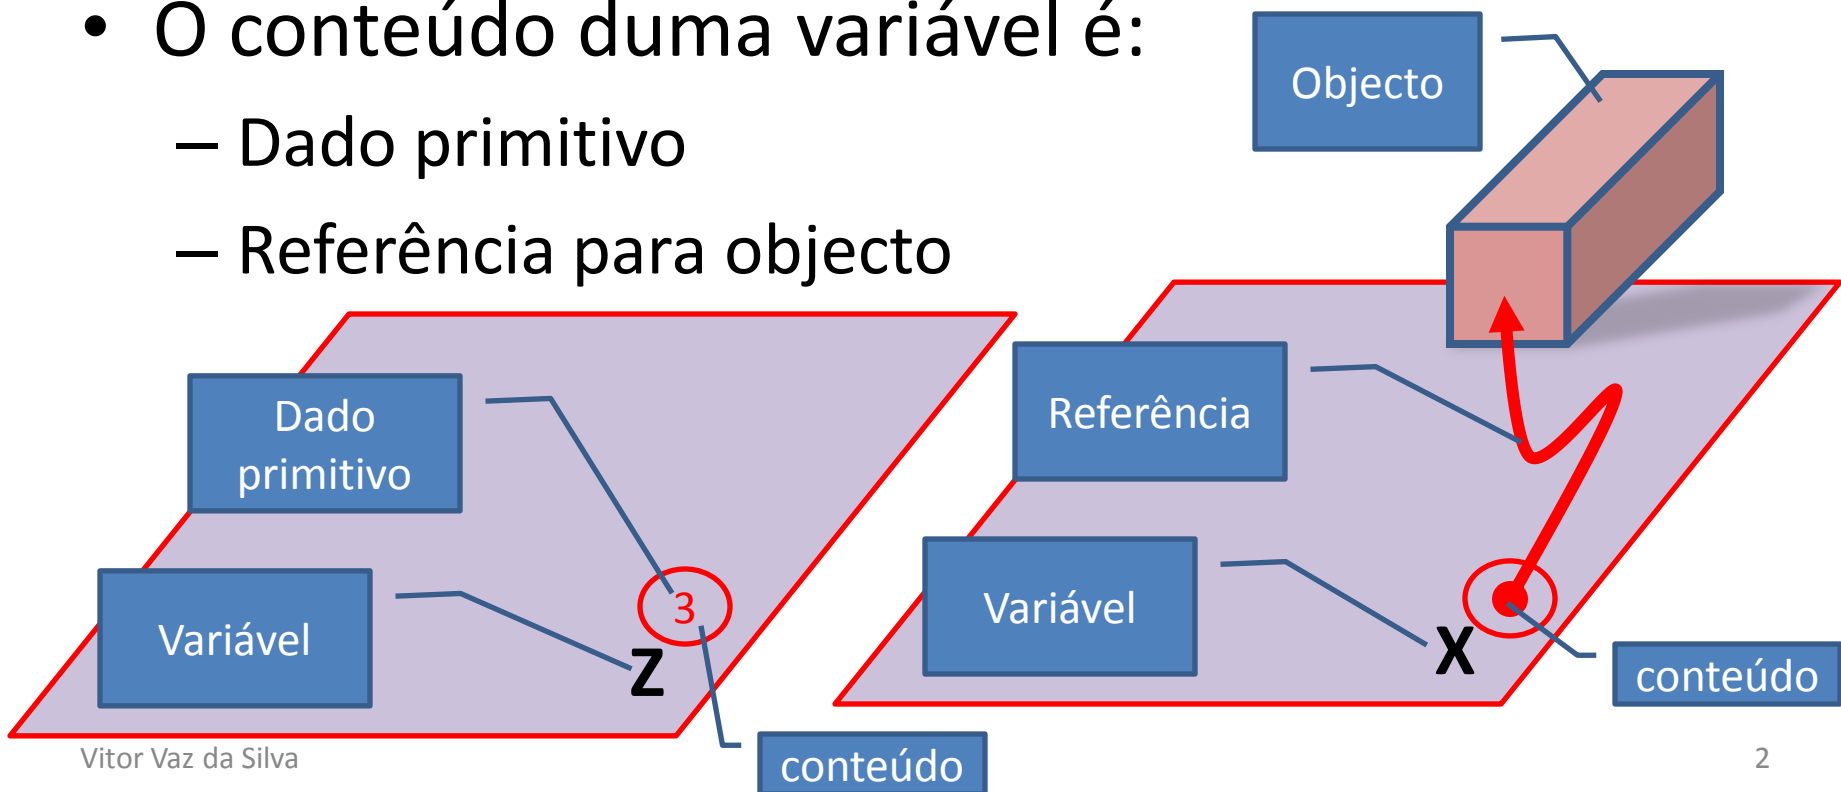 • O conteúdo duma variável é:
– Dado primitivo
– Referência para objecto
Objecto
Dado
primitivo
Variável
3
Z
conteúdo
Referência
Variável
X
conteúdo
Vitor Vaz da Silva
2